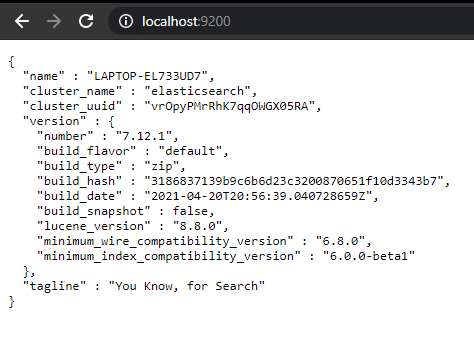 localhost:9200
{
"name" : "LAPTOP-EL733UD7",
"cluster_name" : "elasticsearch",
"cluster_uuid" : "vrOpyPMrRhK7qqOWGX05RA",
"version" : {
"number" : "7.12.1",
"build_flavor" : "default",
"build_type" : "zip",
"build_hash" : "3186837139b9c6b6d23c3200870651f10d3343b7",
"build_date" : "2021-04-20T20:56:39.040728659Z",
"build_snapshot" : false,
"lucene_version" : "8.8.0",
"minimum_wire_compatibility_version" : "6.8.0",
"minimum_index_compatibility_version" : "6.0.0-beta1"
},
"tagline" : "You Know, for Search"
}